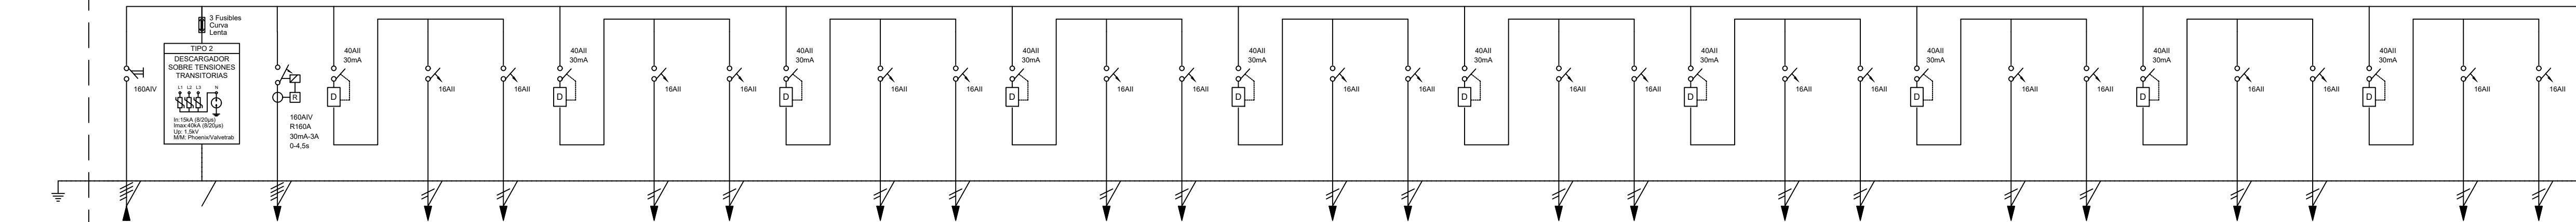 160AIV
3 Fusibles
Curva
Lenta
TIPO 2
DESCARGADOR
SOBRE TENSIONES
TRANSITORIAS
L1 L2 L3 N
In:15kA (8/20µs)
Imax:40kA (8/20µs)
Up: 1,5kV
M/M: Phoenix/Valvetrab
R
160AIV
R160A
30mA-3A
0-4,5s
40AII
30mA
D
16AII
16AII
40AII
30mA
D
16AII
16AII
40AII
30mA
D
16AII
16AII
40AII
30mA
D
16AII
16AII
40AII
30mA
D
16AII
16AII
40AII
30mA
D
16AII
16AII
40AII
30mA
D
16AII
16AII
40AII
30mA
D
16AII
16AII
40AII
30mA
D
16AII
16AII
40AII
30mA
D
16AII
16AII